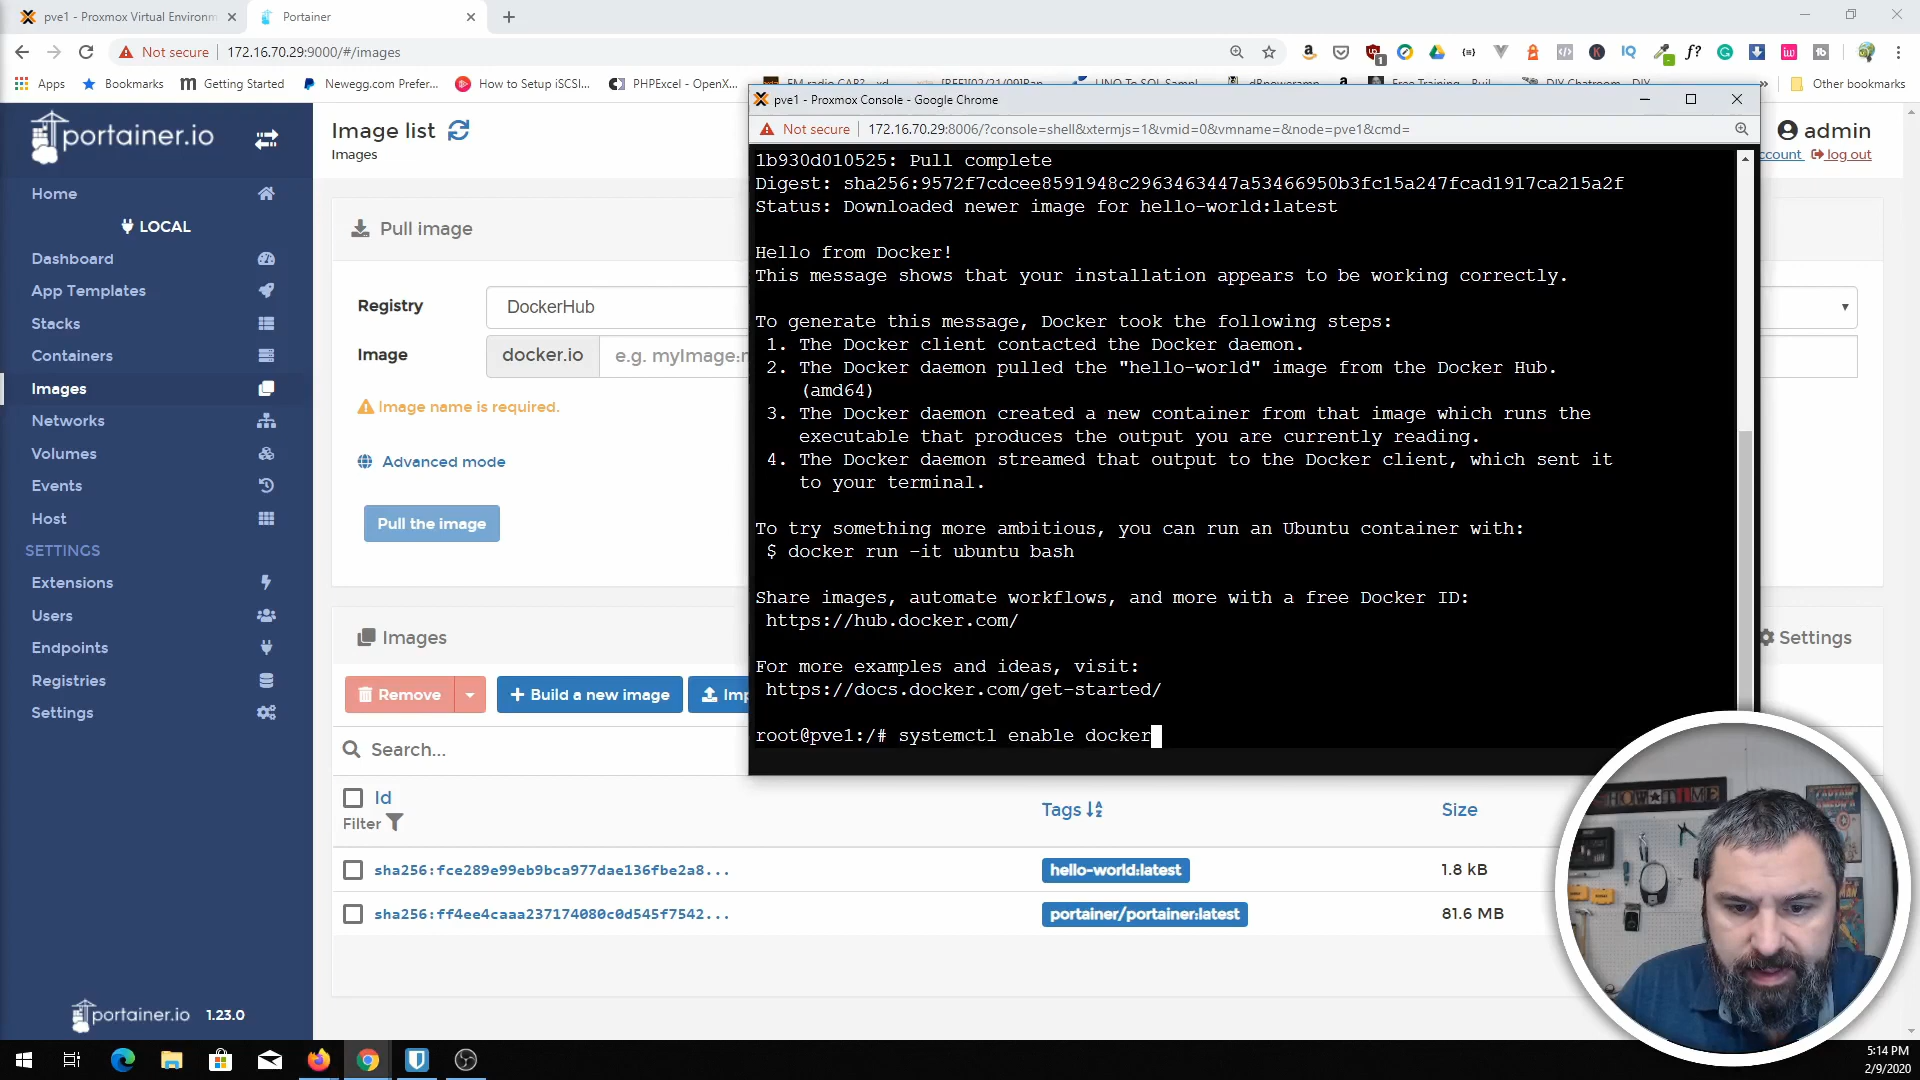 pve1 - Proxmox Virtual Environm
Portainer
Not secure
172.16.70.29:9000/#/images
Apps
Bookmarks
Getting Started
Newegg.com Prefer...
How to Setup iSCSI...
PHPExcel - OpenX...
Other bookmarks
portainer.io
Home
LOCAL
Dashboard
App Templates
Stacks
Containers
Images
Networks
Volumes
Events
Host
SETTINGS
Extensions
Users
Endpoints
Registries
Settings
portainer.io 1.23.0
Image list
Images
admin
log out
Pull image
Registry
DockerHub
Image
docker.io
Image name is required.
Advanced mode
Pull the image
Images
Settings
Remove
Build a new image
Search...
Id
Filter
Tags
Size
sha256:fce289e99eb9bca977dae136fbe2a8...
hello-world:latest
1.8 kB
sha256:ff4ee4caaa237174080c0d545f7542...
portainer/portainer:latest
81.6 MB
pve1 - Proxmox Console - Google Chrome
Not secure
172.16.70.29:8006/?console=shell&xtermjs=1&vmid=0&vmname=&node=pve1&cmd=
1b930d010525: Pull complete
Digest: sha256:9572f7cdcee8591948c2963463447a53466950b3fc15a247fcad1917ca215a2f
Status: Downloaded newer image for hello-world:latest
Hello from Docker!
This message shows that your installation appears to be working correctly.
To generate this message, Docker took the following steps:
1. The Docker client contacted the Docker daemon.
2. The Docker daemon pulled the "hello-world" image from the Docker Hub.
(amd64)
3. The Docker daemon created a new container from that image which runs the
executable that produces the output you are currently reading.
4. The Docker daemon streamed that output to the Docker client, which sent it
to your terminal.
To try something more ambitious, you can run an Ubuntu container with:
$ docker run -it ubuntu bash
Share images, automate workflows, and more with a free Docker ID:
https://hub.docker.com/
For more examples and ideas, visit:
https://docs.docker.com/get-started/
root@pve1:/# systemctl enable docker
SHOW TIME
5:14 PM
2/9/2020